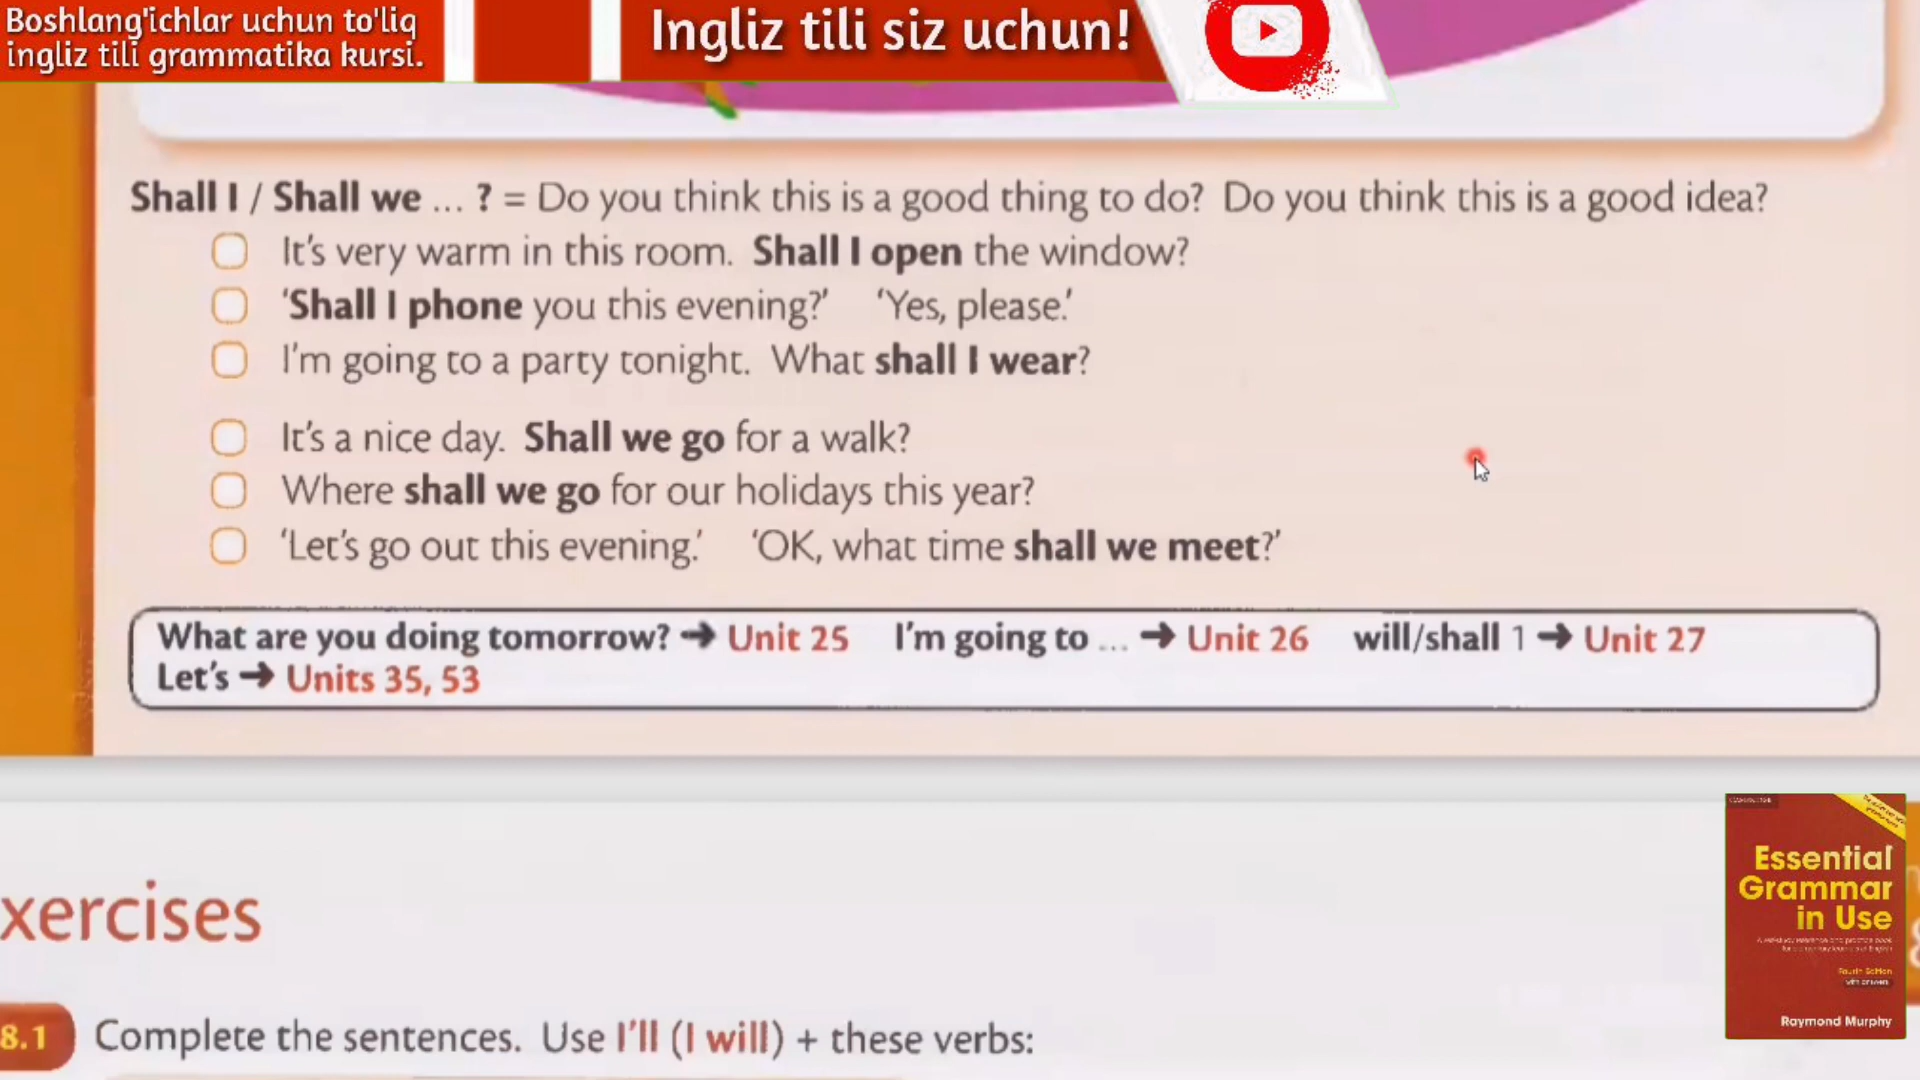 Boshlang'ichlar uchun to'liq
ingliz tili grammatika kursi.
Ingliz tili siz uchun!
Shall I / Shall we ... ? = Do you think this is a good thing to do? Do you think this is a good idea?
It's very warm in this room. Shall I open the window?
'Shall I phone you this evening?' 'Yes, please.'
I'm going to a party tonight. What shall I wear?
It's a nice day. Shall we go for a walk?
Where shall we go for our holidays this year?
'Let's go out this evening.' 'OK, what time shall we meet?'
What are you doing tomorrow? → Unit 25 I'm going to ... → Unit 26 will/shall 1 → Unit 27
Let's → Units 35, 53
xercises
8.1 Complete the sentences. Use I'll (I will) + these verbs:
Essential
Grammar
in Use
Fourth Edition
Raymond Murphy